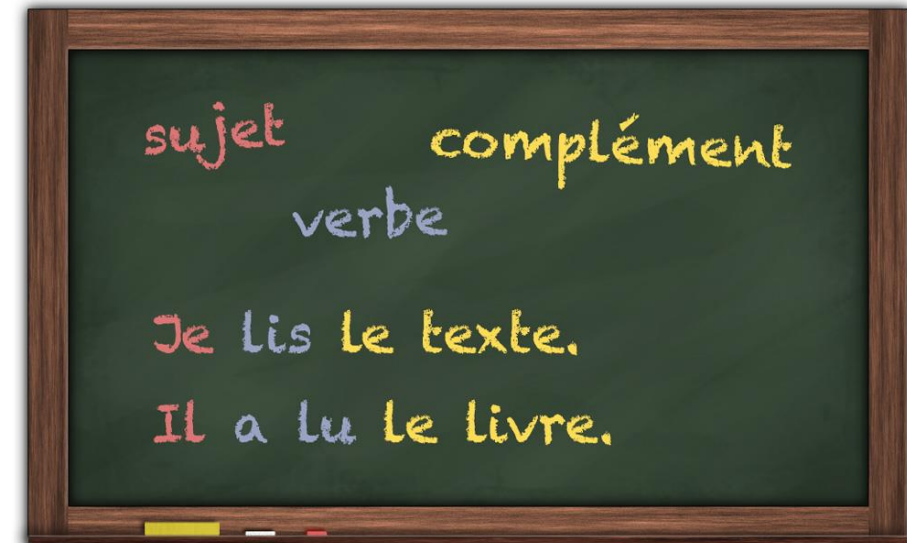 sujet complément
verbe
Je lis le texte.
Il a lu le livre.